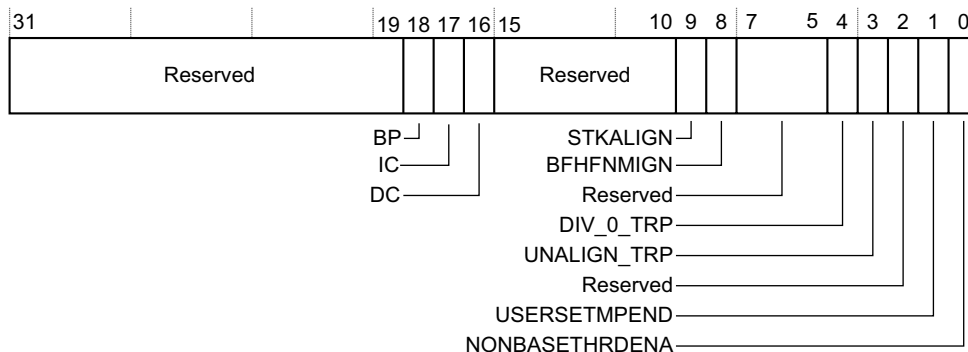 31 19 18 17 16 15 10 9 8 7 5 4 3 2 1 0
Reserved Reserved
BP STKALIGN
IC BFHFNMIGN
DC Reserved
DIV_0_TRP
UNALIGN_TRP
Reserved
USERSETMPEND
NONBASETHRDENA